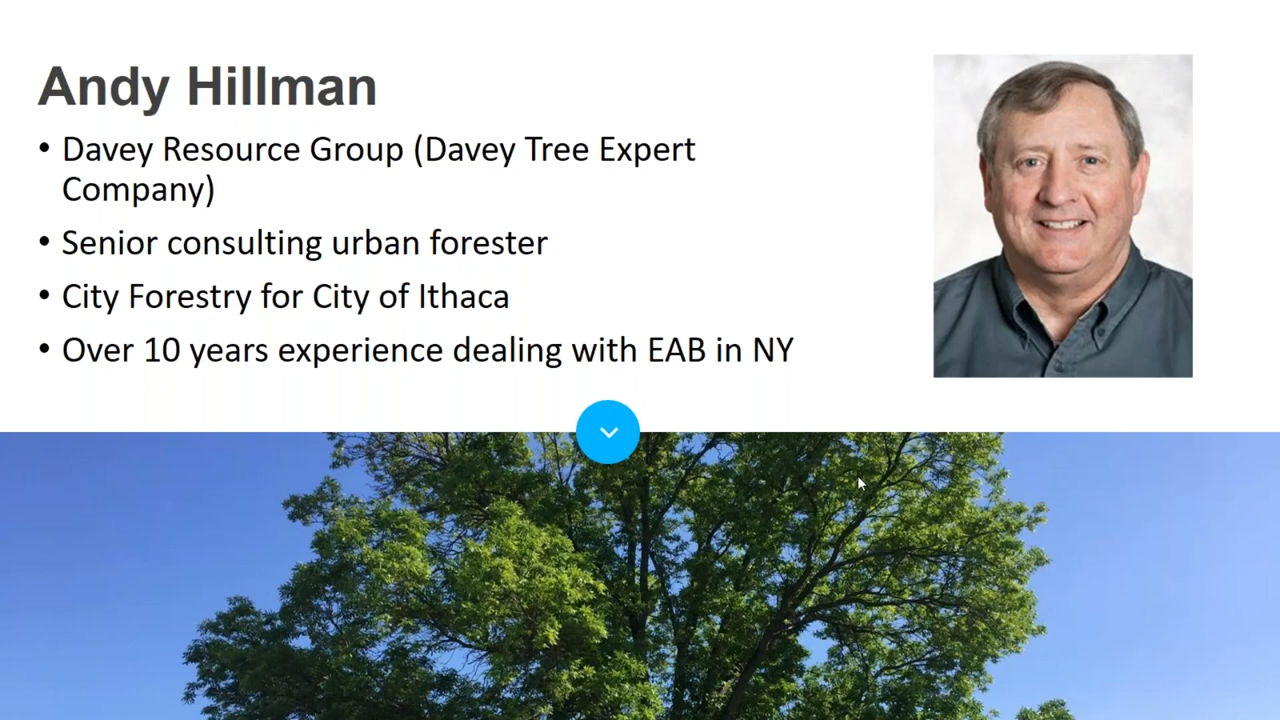 Andy Hillman
• Davey Resource Group (Davey Tree Expert
Company)
• Senior consulting urban forester
• City Forestry for City of Ithaca
• Over 10 years experience dealing with EAB in NY